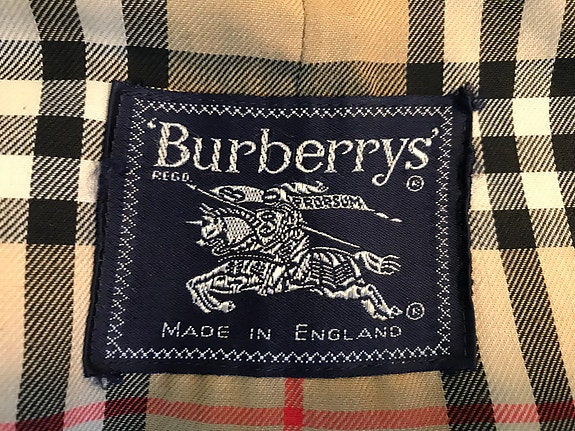 'Burberrys'
REGD.
PRORSUM
®
®
MADE IN ENGLAND